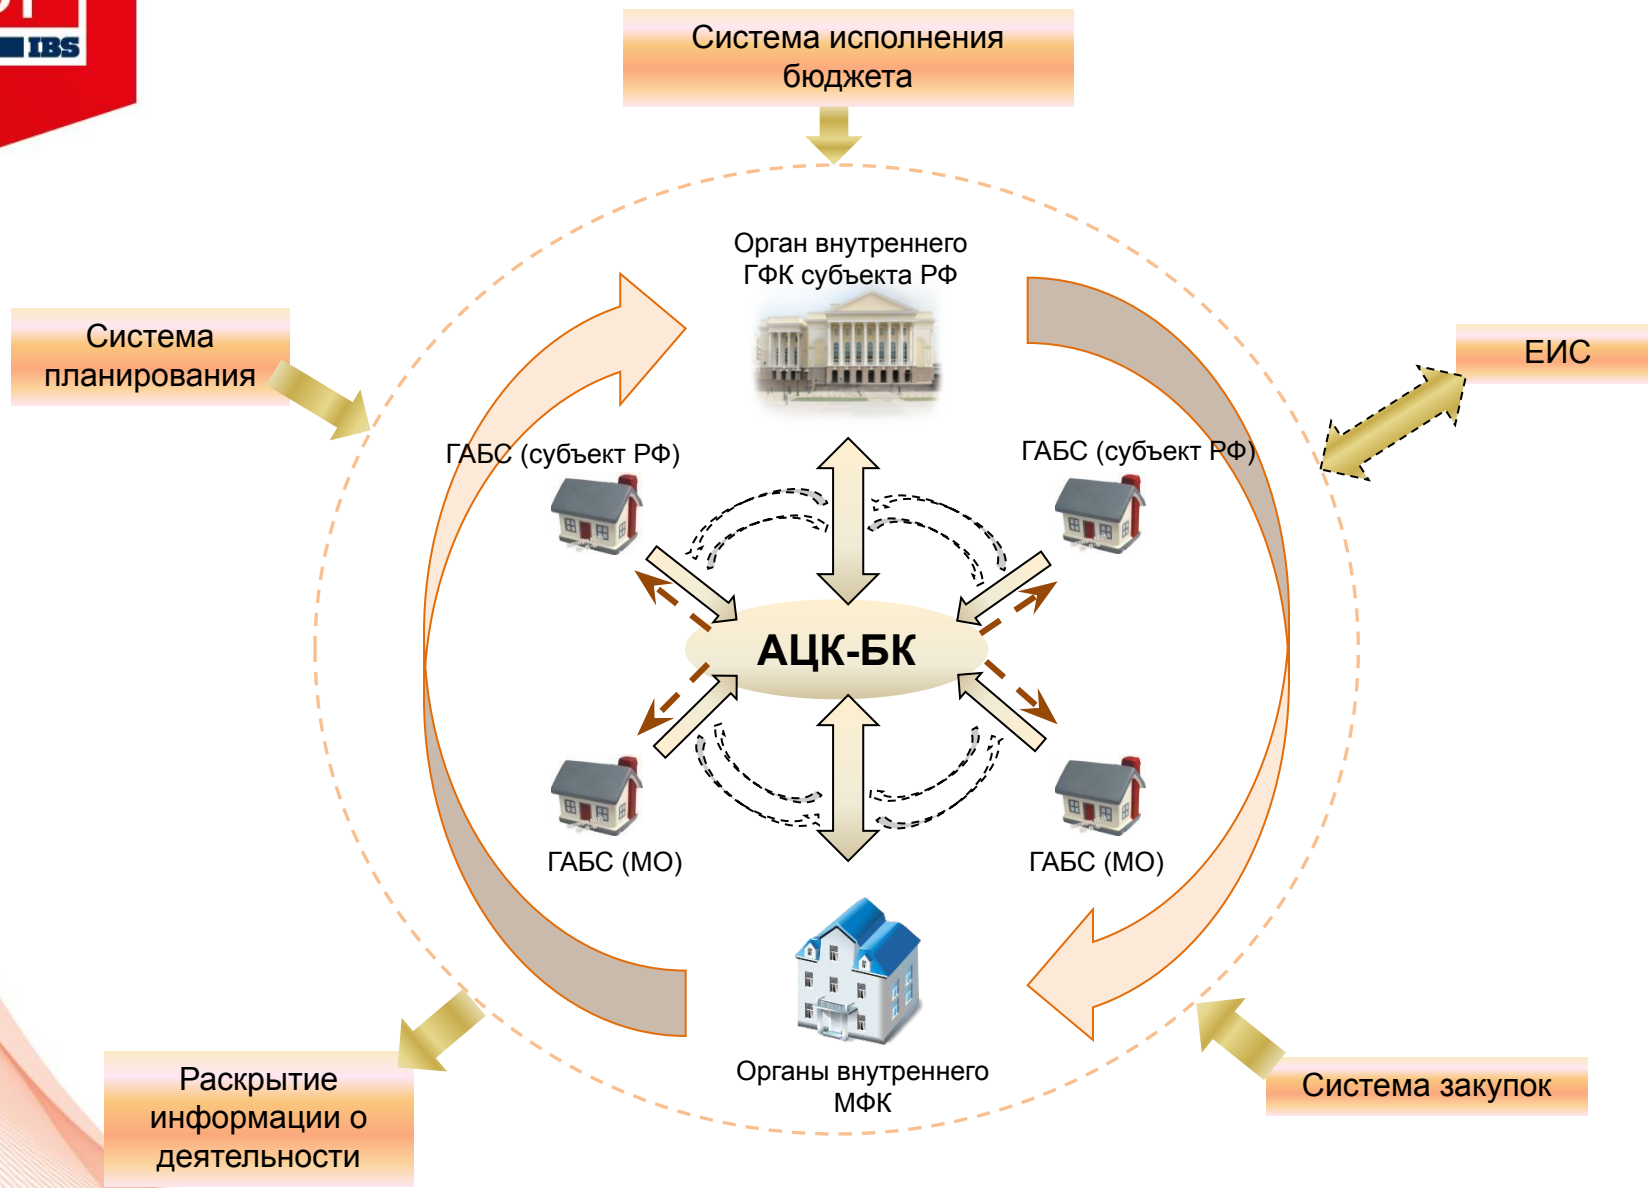 IBS
Система исполнения
бюджета
Орган внутреннего
ГФК субъекта РФ
Система
планирования
ЕИС
ГАБС (субъект РФ)
ГАБС (субъект РФ)
АЦК-БК
ГАБС (МО)
ГАБС (МО)
Органы внутреннего
МФК
Раскрытие
информации о
деятельности
Система закупок